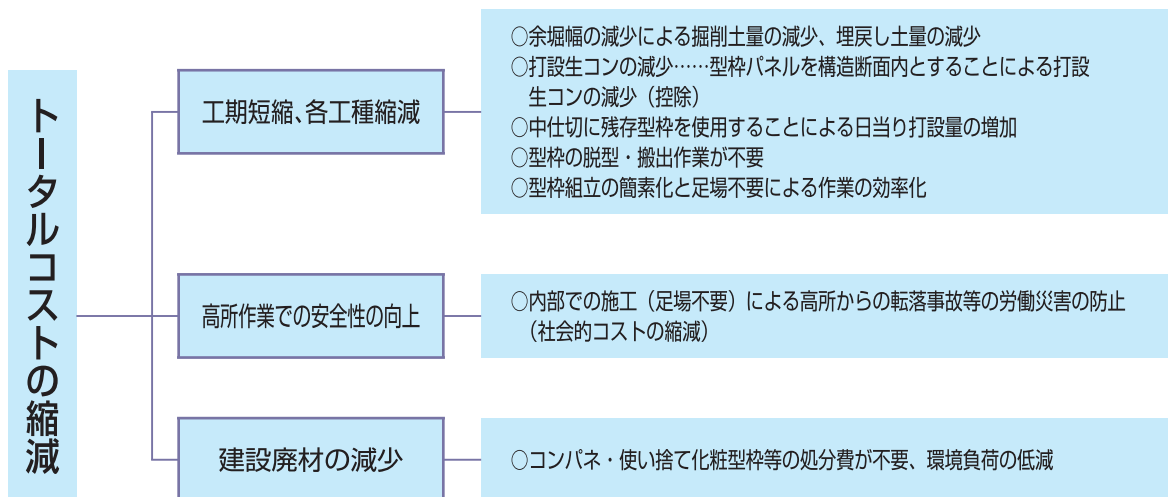 トータルコストの縮減
工期短縮、各工種縮減
○余堀幅の減少による掘削土量の減少、埋戻し土量の減少
○打設生コンの減少……型枠パネルを構造断面内とすることによる打設
生コンの減少（控除）
○中仕切に残存型枠を使用することによる日当り打設量の増加
○型枠の脱型・搬出作業が不要
○型枠組立の簡素化と足場不要による作業の効率化
高所作業での安全性の向上
○内部での施工（足場不要）による高所からの転落事故等の労働災害の防止
（社会的コストの縮減）
建設廃材の減少
○コンパネ・使い捨て化粧型枠等の処分費が不要、環境負荷の低減